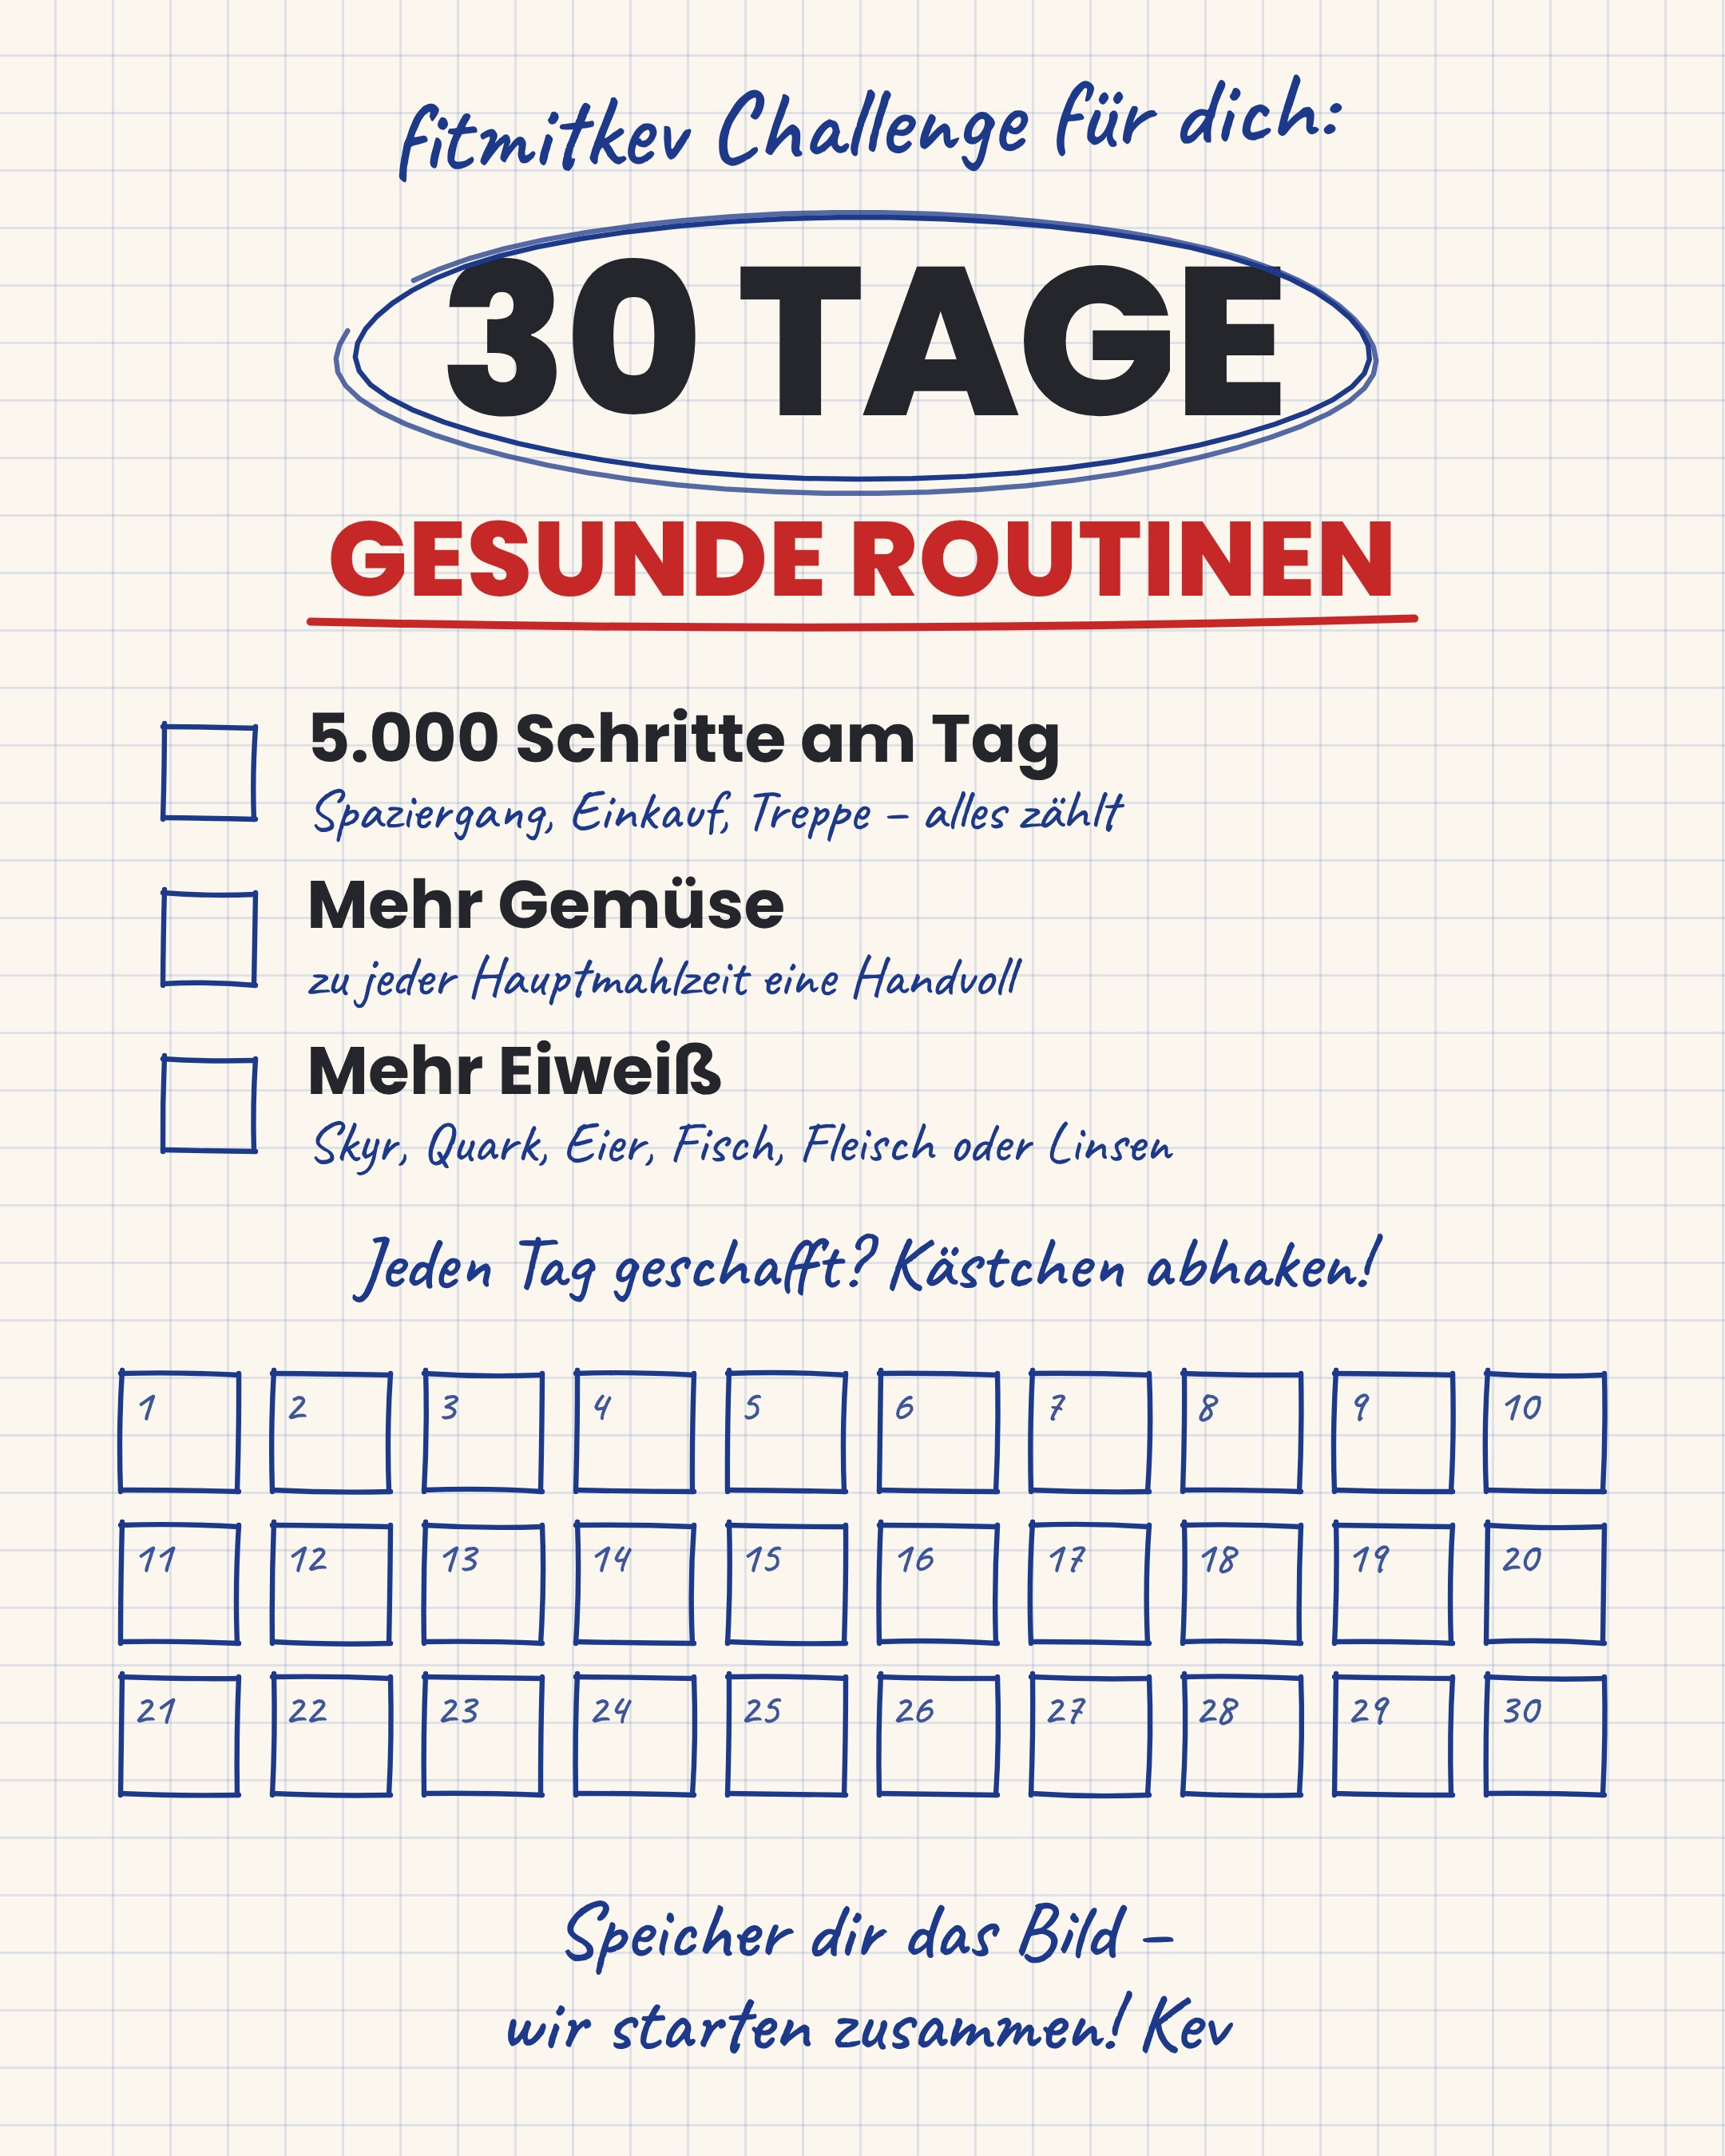 fitmitkev Challenge für dich:
30 TAGE
GESUNDE ROUTINEN
5.000 Schritte am Tag
Spaziergang, Einkauf, Treppe – alles zählt
Mehr Gemüse
zu jeder Hauptmahlzeit eine Handvoll
Mehr Eiweiß
Skyr, Quark, Eier, Fisch, Fleisch oder Linsen
Jeden Tag geschafft? Kästchen abhaken!
1 2 3 4 5 6 7 8 9 10
11 12 13 14 15 16 17 18 19 20
21 22 23 24 25 26 27 28 29 30
Speicher dir das Bild –
wir starten zusammen! Kev